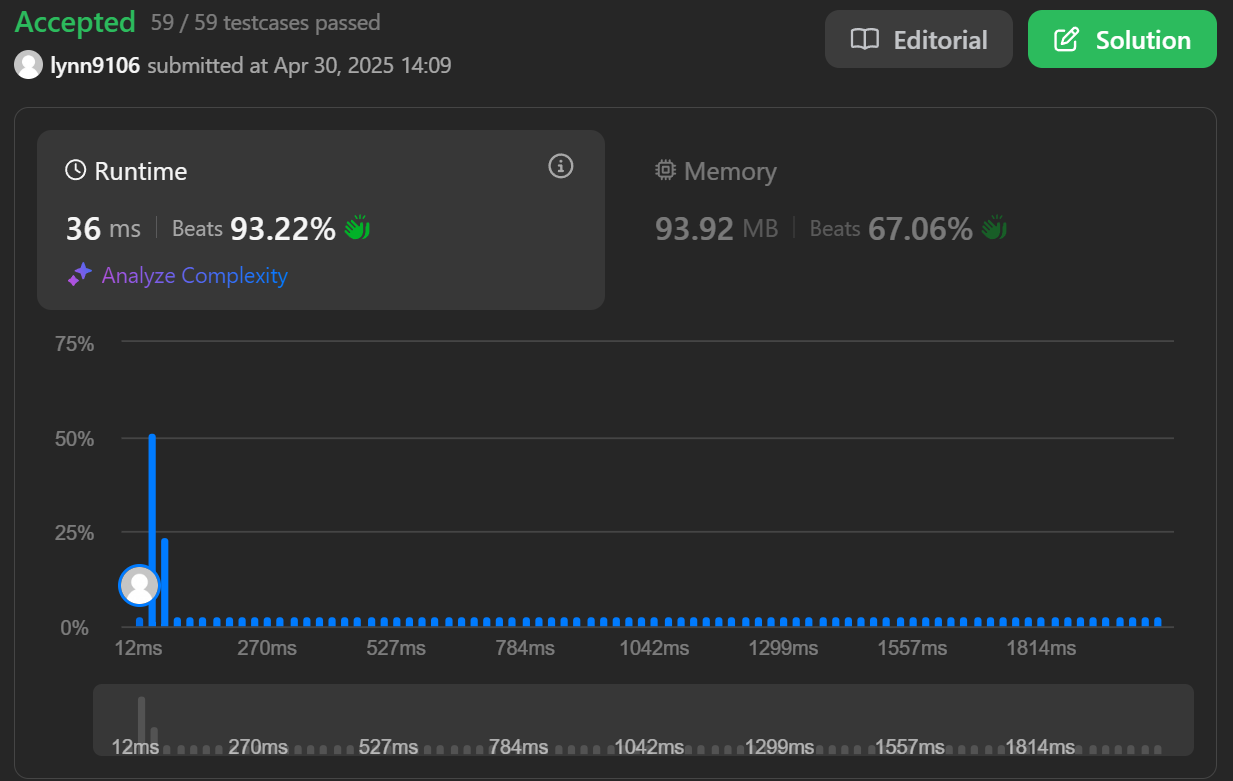 Accepted 59 / 59 testcases passed
Editorial
Solution
lynn9106 submitted at Apr 30, 2025 14:09
Runtime
Memory
36 ms Beats 93.22%
93.92 MB Beats 67.06%
Analyze Complexity
75%
50%
25%
0%
12ms 270ms 527ms 784ms 1042ms 1299ms 1557ms 1814ms
12ms 270ms 527ms 784ms 1042ms 1299ms 1557ms 1814ms